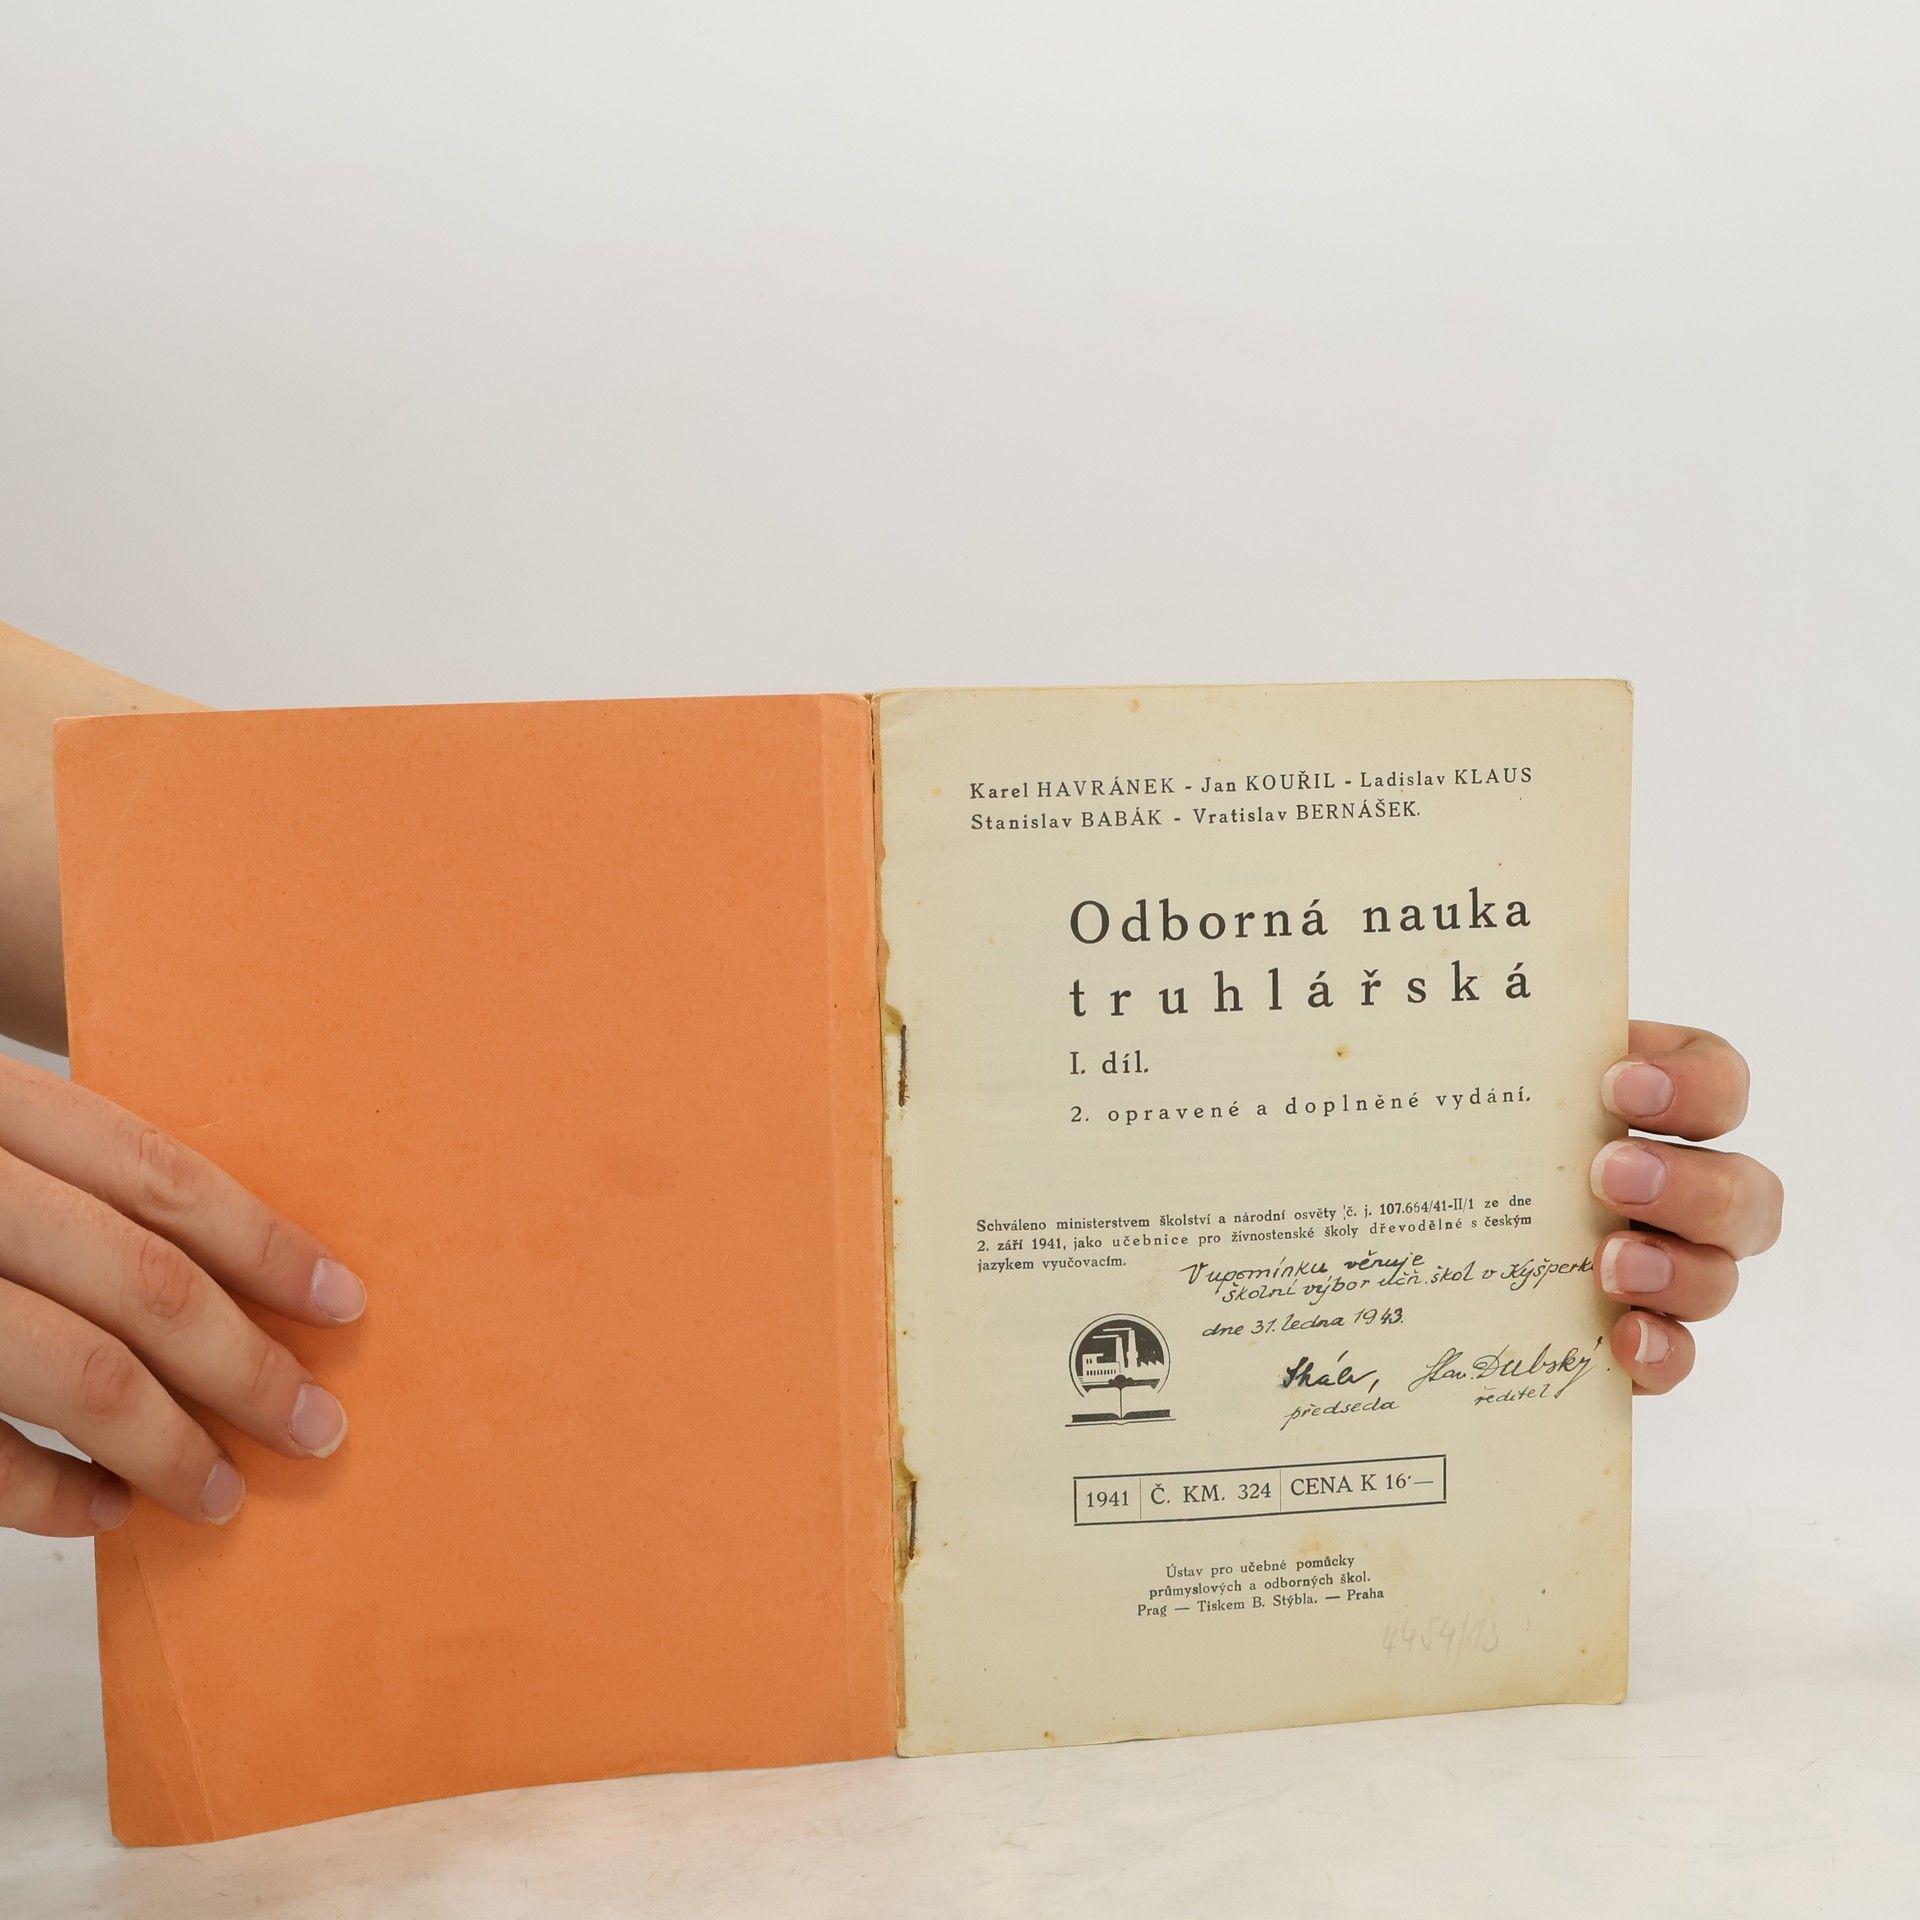 Karel HAVRÁNEK - Jan KOUŘIL - Ladislav KLAUS
Stanislav BABÁK - Vratislav BERNÁŠEK.
Odborná nauka
truhlářská
I. díl.
2. opravené a doplněné vydání.
Schváleno ministerstvem školství a národní osvěty č. j. 107.664/41-II/1 ze dne
2. září 1941, jako učebnice pro živnostenské školy dřevodělné s českým
jazykem vyučovacím.
V upomínku věnuje
školní výbor učň. škol v Kyšperku
dne 31. ledna 1943.
Stan. Dubský.
předseda
ředitel
1941 Č. KM. 324 CENA K 16·—
Ústav pro učebné pomůcky
průmyslových a odborných škol.
Prag — Tiskem B. Stýbla. — Praha
4454/13